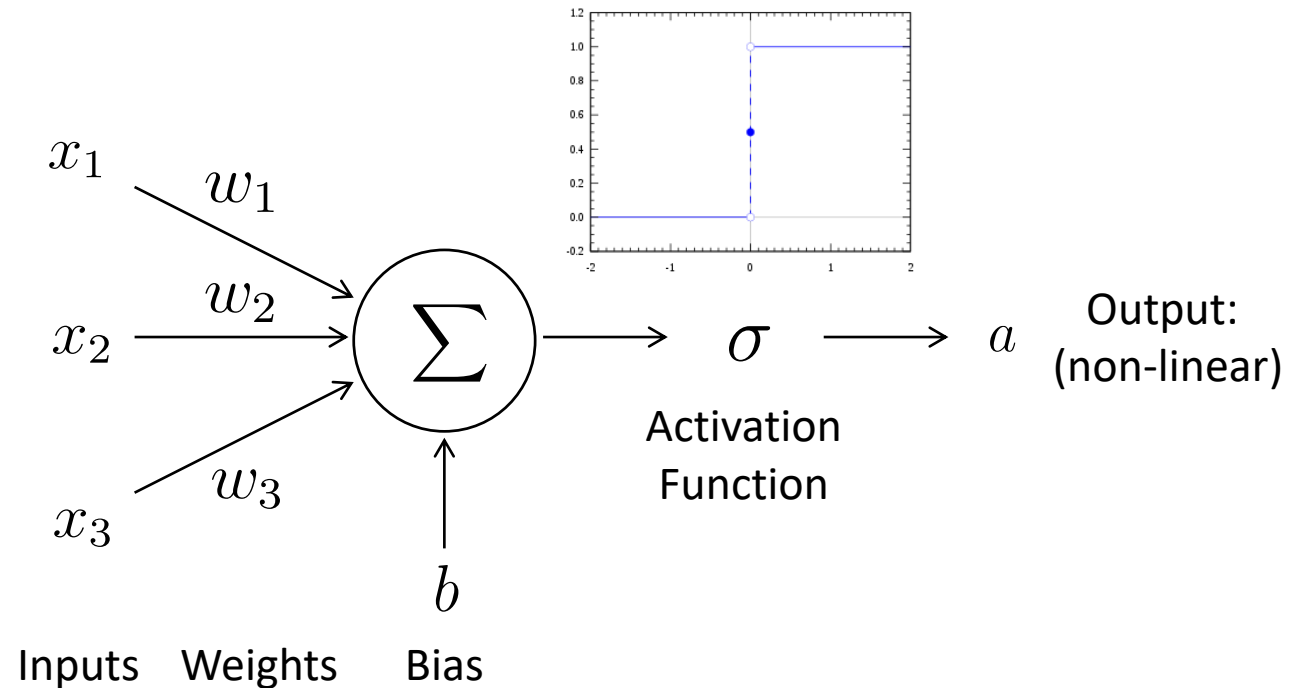 1.2
1.0
0.8
0.6
0.4
0.2
0.0
-0.2
-2 -1 0 1 2
x₁
w₁
x₂
w₂
x₃
w₃
∑
b
σ
a
Activation
Function
Output:
(non-linear)
Inputs Weights Bias